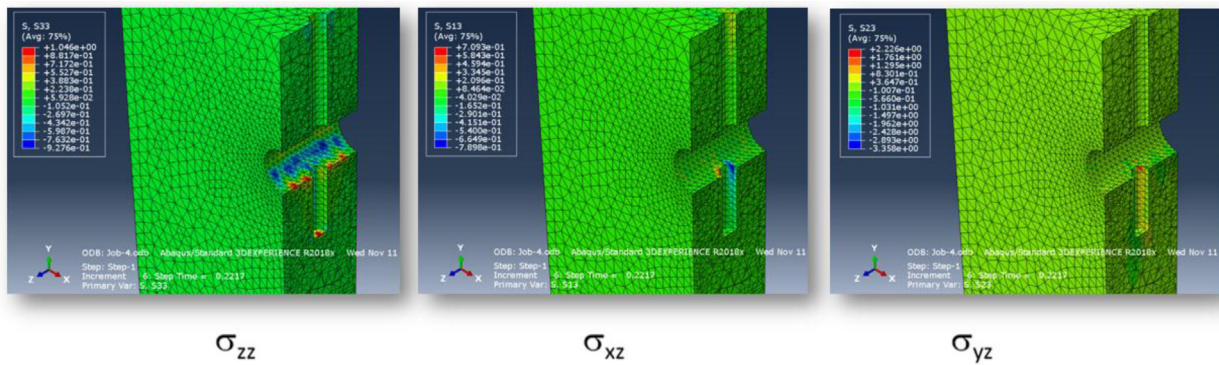 S, S33
(Avg: 75%)
+1.046e+00
+8.817e-01
+7.172e-01
+5.527e-01
+3.883e-01
+2.238e-01
+5.928e-02
-1.052e-01
-2.697e-01
-4.342e-01
-5.987e-01
-7.632e-01
-9.276e-01
Y
Z X
ODB: Job-4.odb Abaqus/Standard 3DEXPERIENCE R2018x Wed Nov 11
Step: Step-1
Increment 6: Step Time = 0.2217
Primary Var: S, S33
σzz
S, S13
(Avg: 75%)
+7.093e-01
+5.843e-01
+4.594e-01
+3.345e-01
+2.096e-01
+8.464e-02
-4.029e-02
-1.652e-01
-2.901e-01
-4.151e-01
-5.400e-01
-6.649e-01
-7.898e-01
Y
Z X
ODB: Job-4.odb Abaqus/Standard 3DEXPERIENCE R2018x Wed Nov 11
Step: Step-1
Increment 6: Step Time = 0.2217
Primary Var: S, S13
σxz
S, S23
(Avg: 75%)
+2.226e+00
+1.761e+00
+1.295e+00
+8.301e-01
+3.647e-01
-1.007e-01
-5.660e-01
-1.031e+00
-1.497e+00
-1.962e+00
-2.428e+00
-2.893e+00
-3.358e+00
Y
Z X
ODB: Job-4.odb Abaqus/Standard 3DEXPERIENCE R2018x Wed Nov 11
Step: Step-1
Increment 6: Step Time = 0.2217
Primary Var: S, S23
σyz